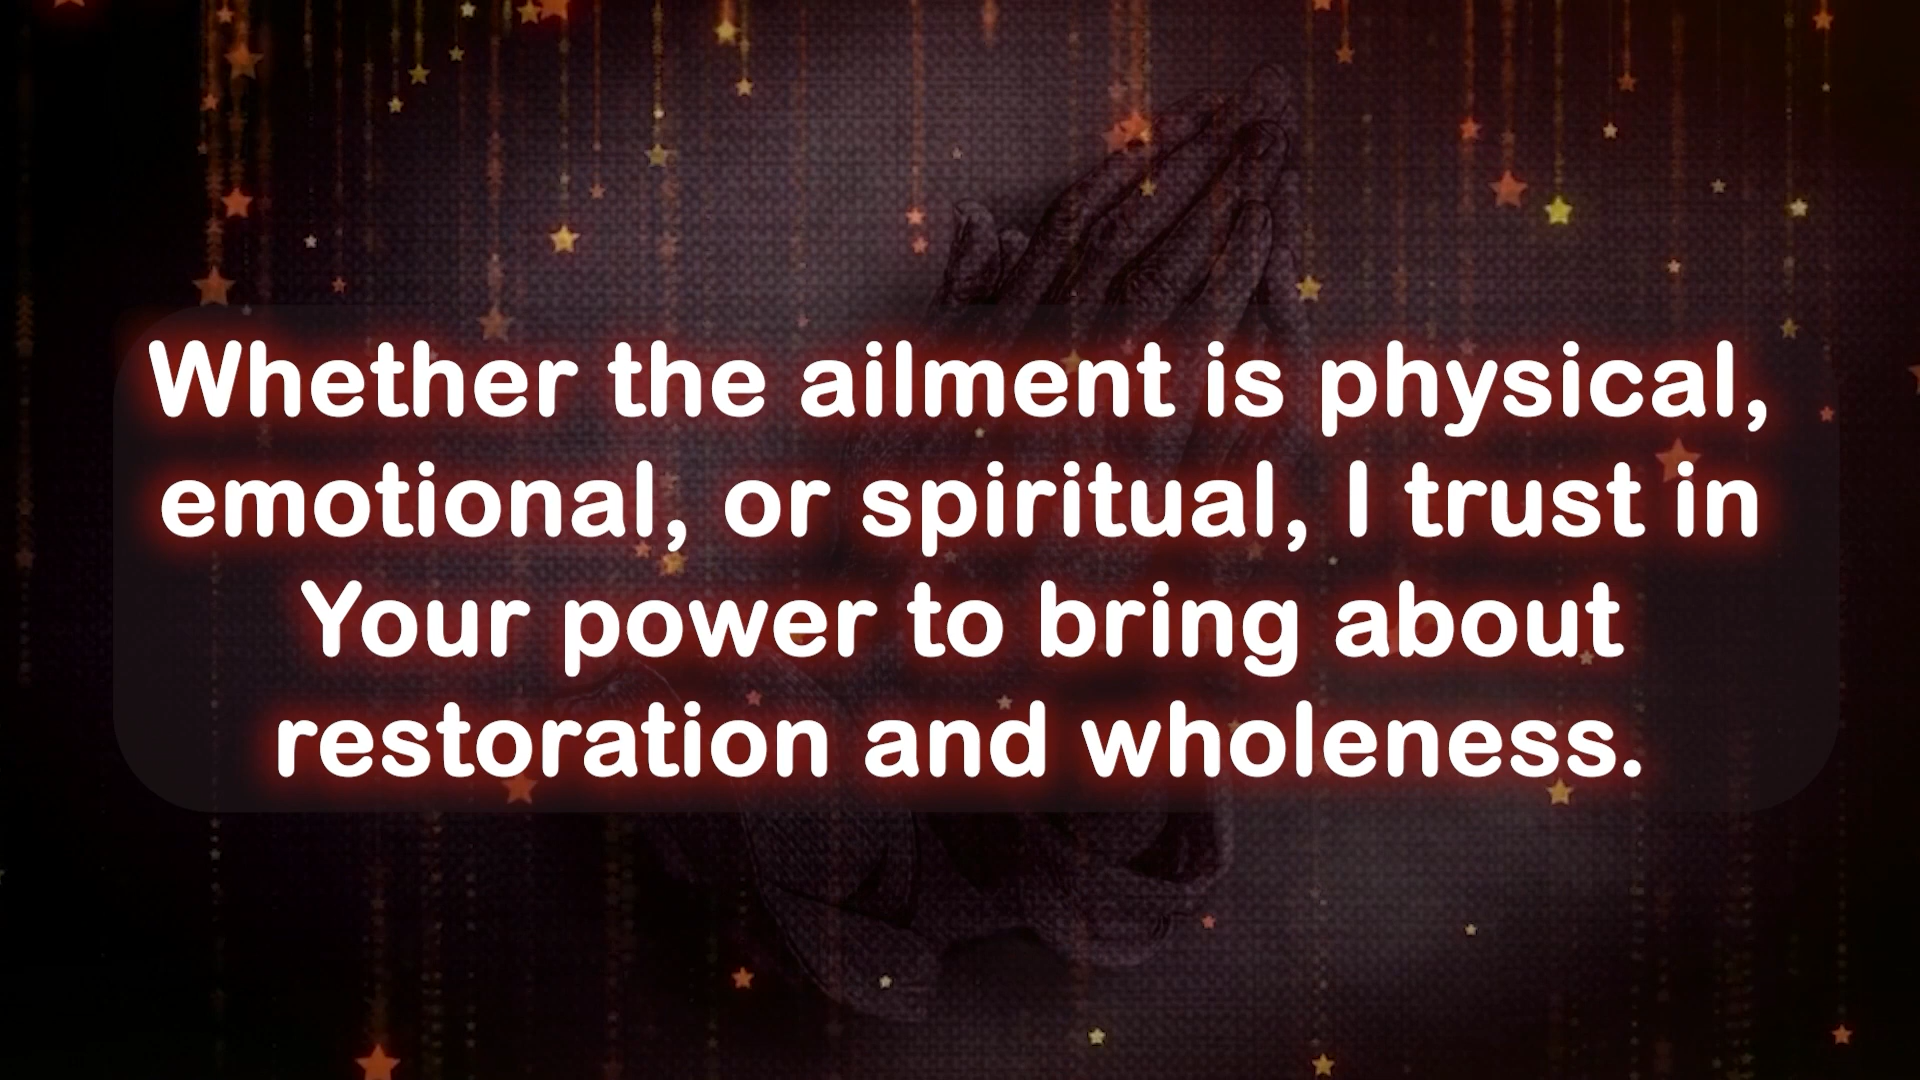 Whether the ailment is physical,
emotional, or spiritual, I trust in
Your power to bring about
restoration and wholeness.